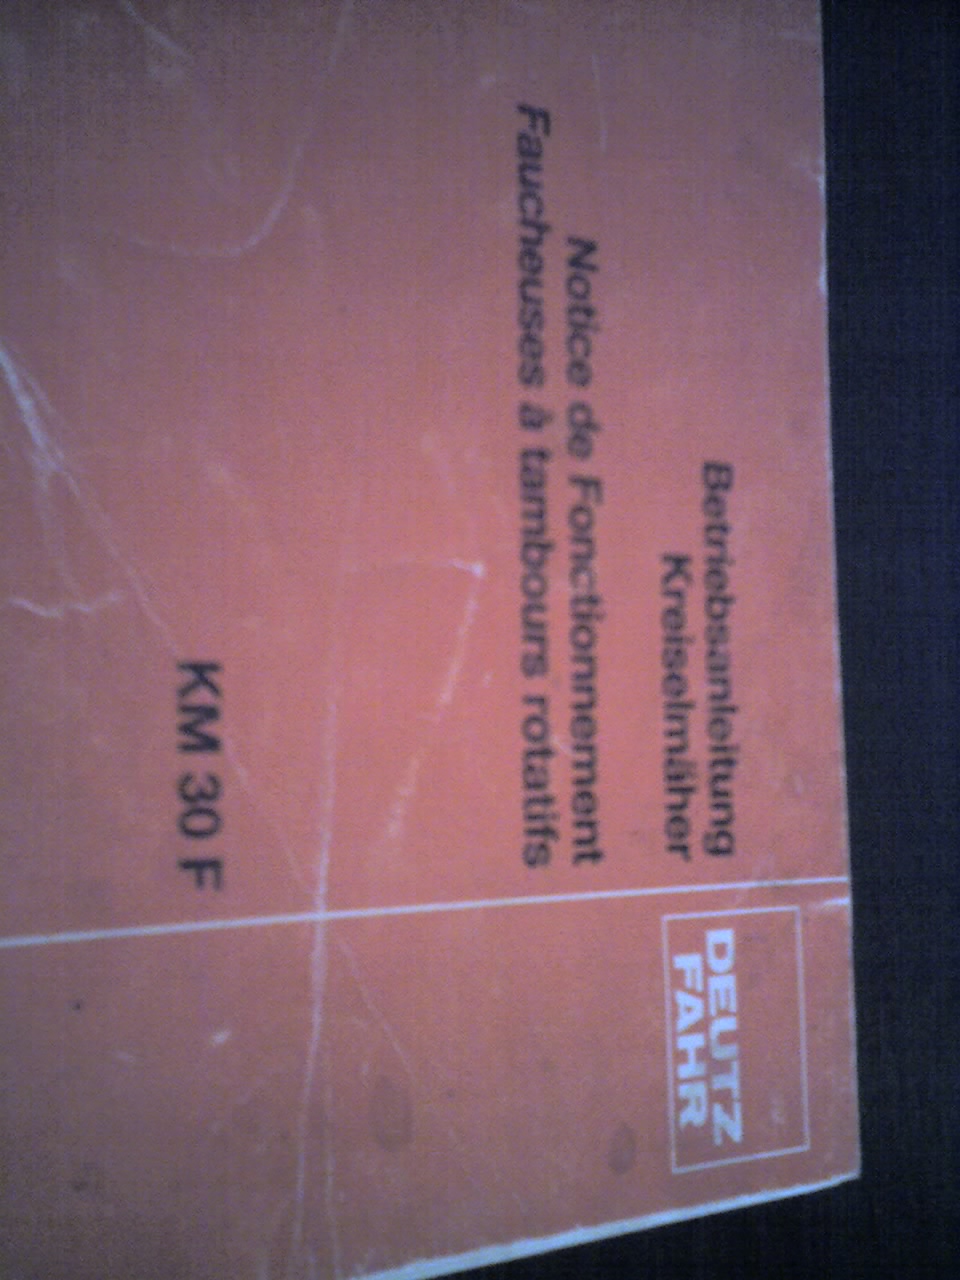 Betriebsanleitung
Kreiselmäher
Notice de Fonctionnement
Faucheuses à tambours rotatifs
KM 30 F
DEUTZ
FAHR